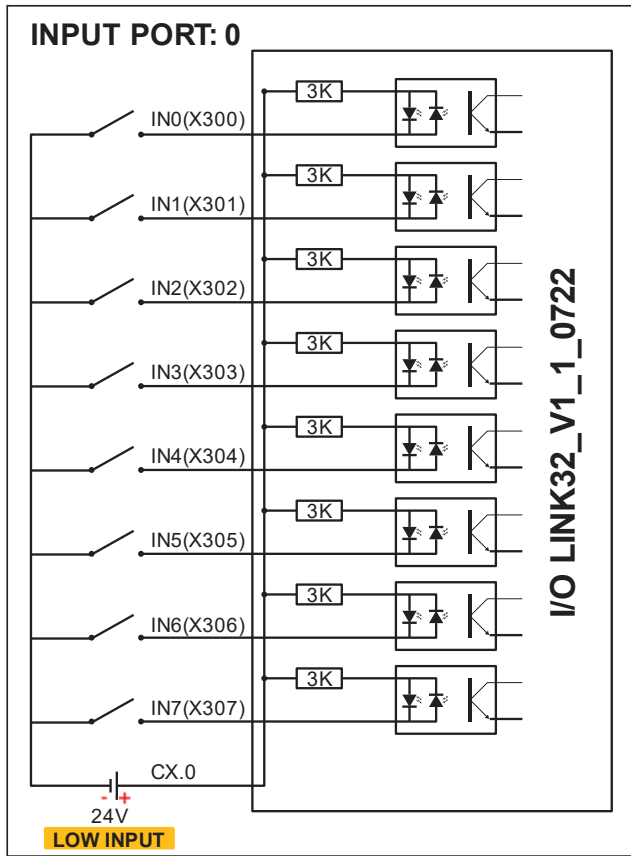 INPUT PORT: 0
3K
IN0(X300)
3K
IN1(X301)
3K
IN2(X302)
3K
IN3(X303)
3K
IN4(X304)
3K
IN5(X305)
3K
IN6(X306)
3K
IN7(X307)
I/O LINK32_V1_1_0722
CX.0
- +
24V
LOW INPUT